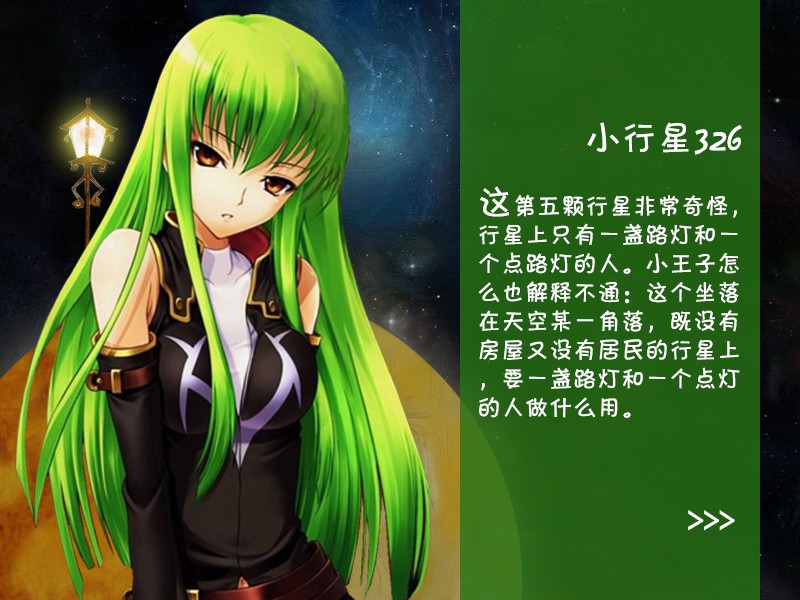 小行星326
这第五颗行星非常奇怪，
行星上只有一盏路灯和一
个点路灯的人。小王子怎
么也解释不通：这个坐落
在天空某一角落，既没有
房屋又没有居民的行星上
，要一盏路灯和一个点灯
的人做什么用。
>>>